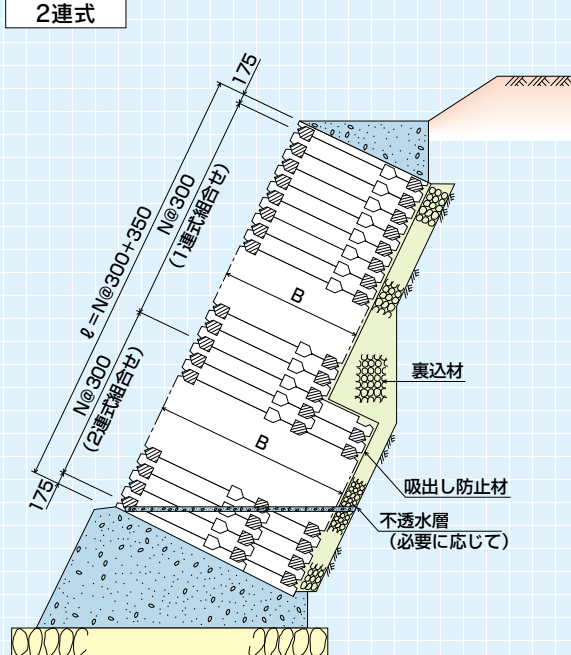 2連式
175
N@300
(1連式組合せ)
ℓ=N@300+350
N@300
(2連式組合せ)
175
B
B
裏込材
吸出し防止材
不透水層
(必要に応じて)